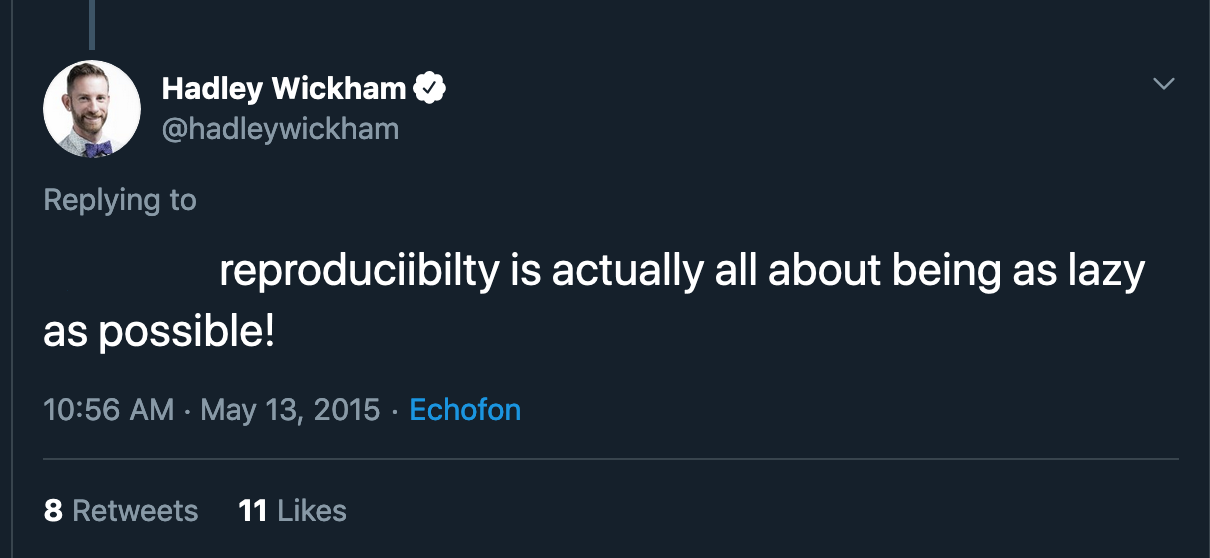 Hadley Wickham
@hadleywickham
Replying to
reproduciibilty is actually all about being as lazy
as possible!
10:56 AM · May 13, 2015 · Echofon
8 Retweets 11 Likes